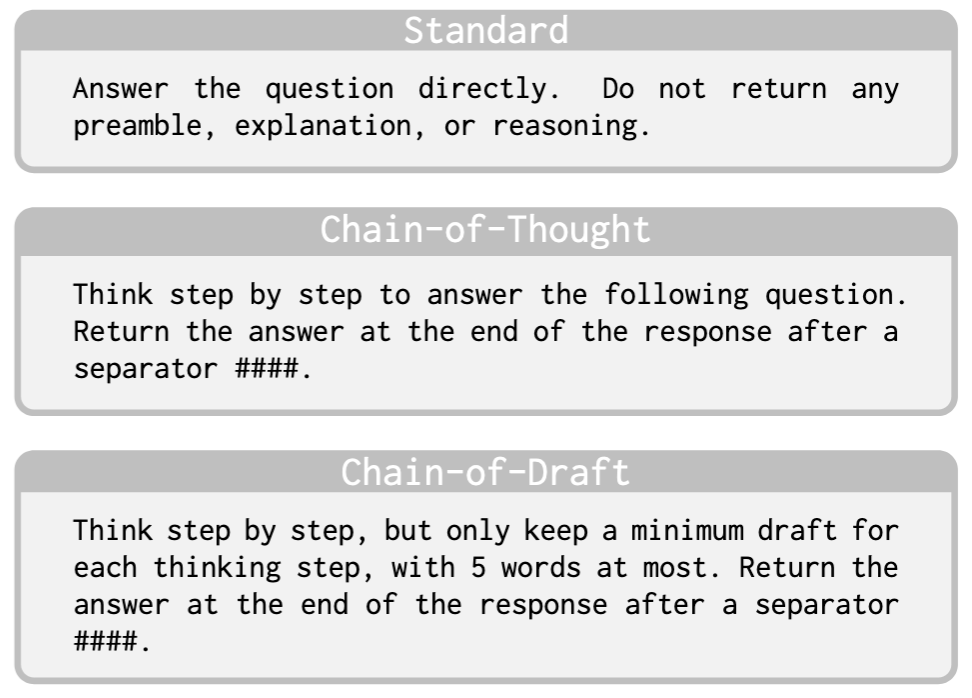 Standard
Answer the question directly. Do not return any
preamble, explanation, or reasoning.
Chain-of-Thought
Think step by step to answer the following question.
Return the answer at the end of the response after a
separator ####.
Chain-of-Draft
Think step by step, but only keep a minimum draft for
each thinking step, with 5 words at most. Return the
answer at the end of the response after a separator
####.